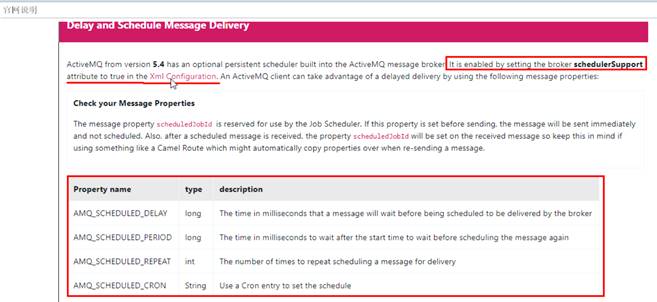 官网说明
Delay and Schedule Message Delivery
ActiveMQ from version 5.4 has an optional persistent scheduler built into the ActiveMQ message broker. It is enabled by setting the broker schedulerSupport
attribute to true in the Xml Configuration. An ActiveMQ client can take advantage of a delayed delivery by using the following message properties:
Check your Message Properties
The message property scheduledJobId is reserved for use by the Job Scheduler. If this property is set before sending, the message will be sent immediately
and not scheduled. Also, after a scheduled message is received, the property scheduledJobId will be set on the received message so keep this in mind if
using something like a Camel Route which might automatically copy properties over when re-sending a message.
Property name type description
AMQ_SCHEDULED_DELAY long The time in milliseconds that a message will wait before being scheduled to be delivered by the broker
AMQ_SCHEDULED_PERIOD long The time in milliseconds to wait after the start time to wait before scheduling the message again
AMQ_SCHEDULED_REPEAT int The number of times to repeat scheduling a message for delivery
AMQ_SCHEDULED_CRON String Use a Cron entry to set the schedule